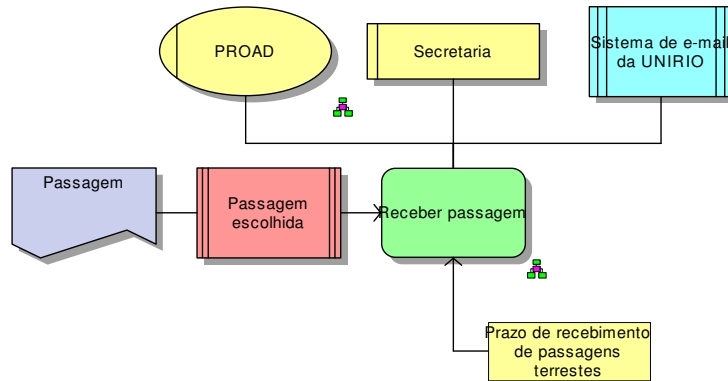 PROAD
Secretaria
Sistema de e-mail
da UNIRIO
Passagem
Passagem
escolhida
Receber passagem
Prazo de recebimento
de passagens
terrestes